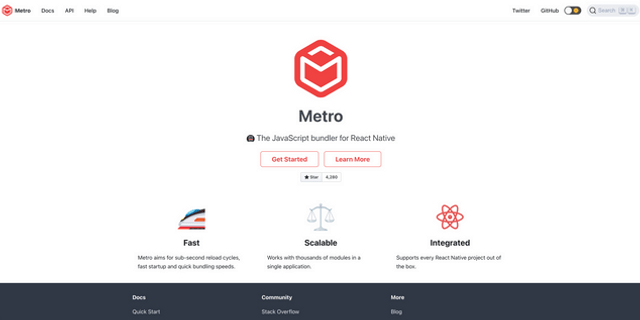 Metro Docs API Help Blog Twitter GitHub Search
Metro
The JavaScript bundler for React Native
Get Started Learn More
Star 4,280
Fast Scalable Integrated
Metro aims for sub-second reload cycles,
fast startup and quick bundling speeds.
Works with thousands of modules in a
single application.
Supports every React Native project out of
the box.
Docs Community More
Quick Start Stack Overflow Blog